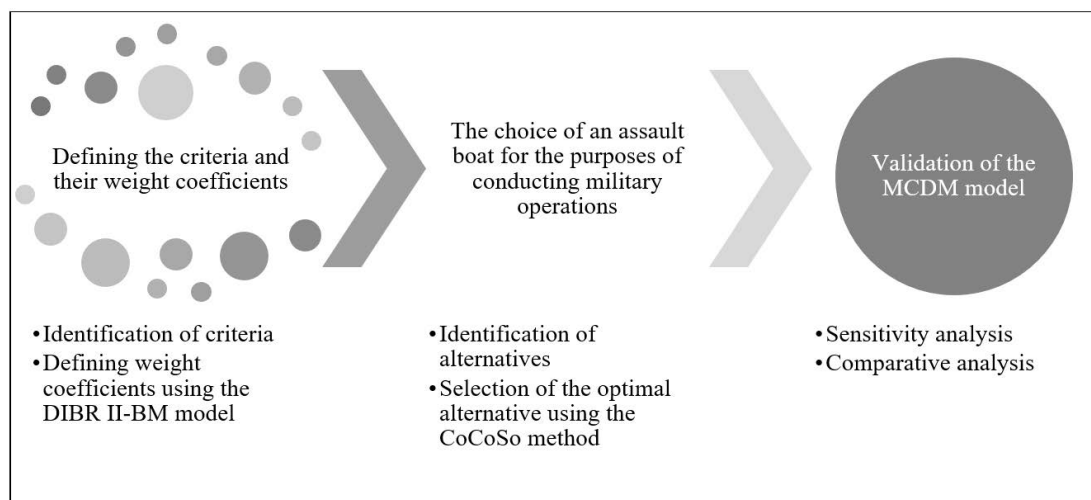 Defining the criteria and
their weight coefficients
The choice of an assault
boat for the purposes of
conducting military
operations
Validation of the
MCDM model
•Identification of criteria
•Defining weight
coefficients using the
DIBR II-BM model
•Identification of
alternatives
•Selection of the optimal
alternative using the
CoCoSo method
•Sensitivity analysis
•Comparative analysis